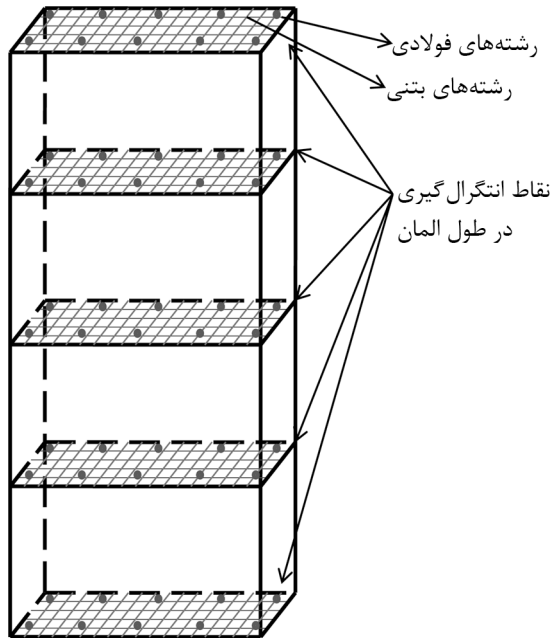 رشته‌های فولادی
رشته‌های بتنی
نقاط انتگرال گیری
در طول المان